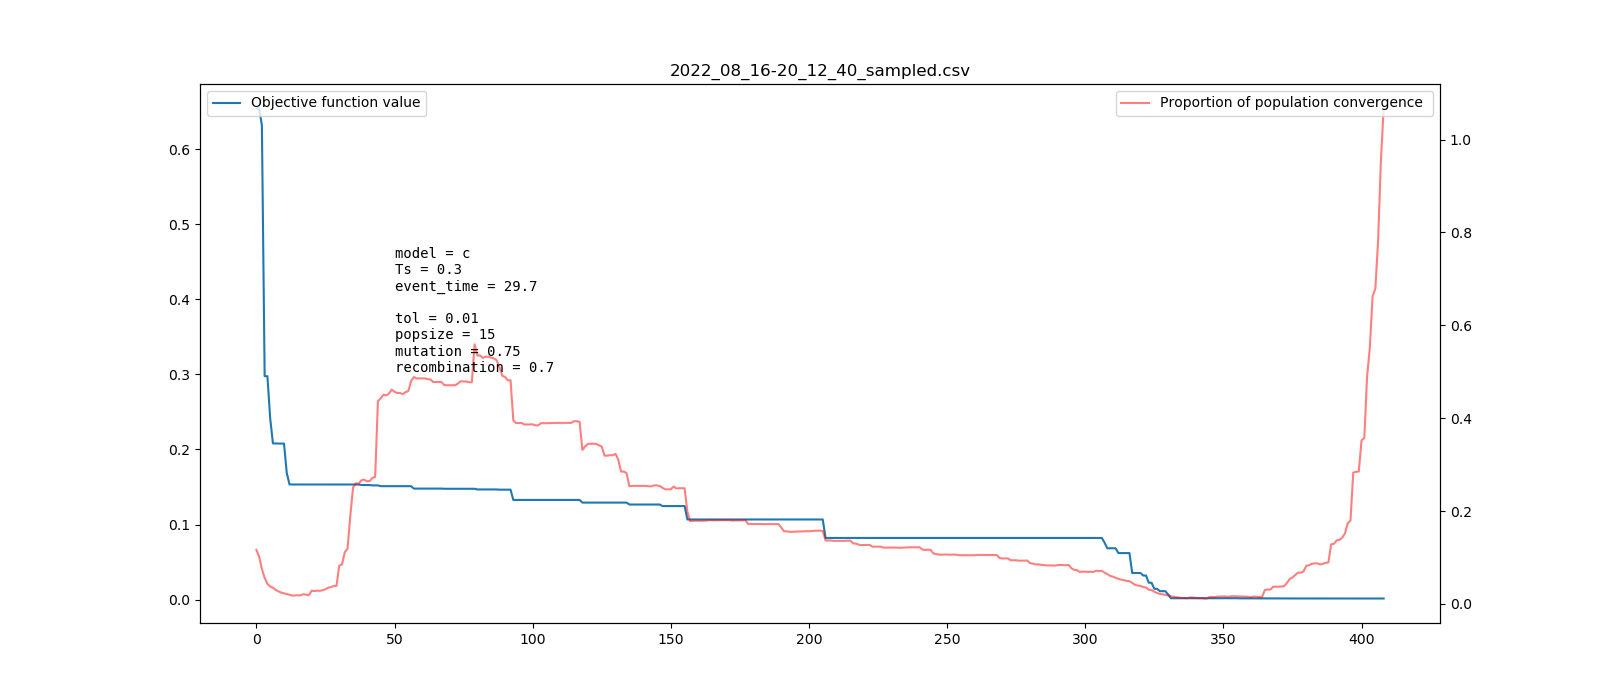 2022_08_16-20_12_40_sampled.csv
Objective function value
Proportion of population convergence
0.6
0.5
0.4
0.3
0.2
0.1
0.0
model = c
Ts = 0.3
event_time = 29.7
tol = 0.01
popsize = 15
mutation = 0.75
recombination = 0.7
1.0
0.8
0.6
0.4
0.2
0.0
0
50
100
150
200
250
300
350
400